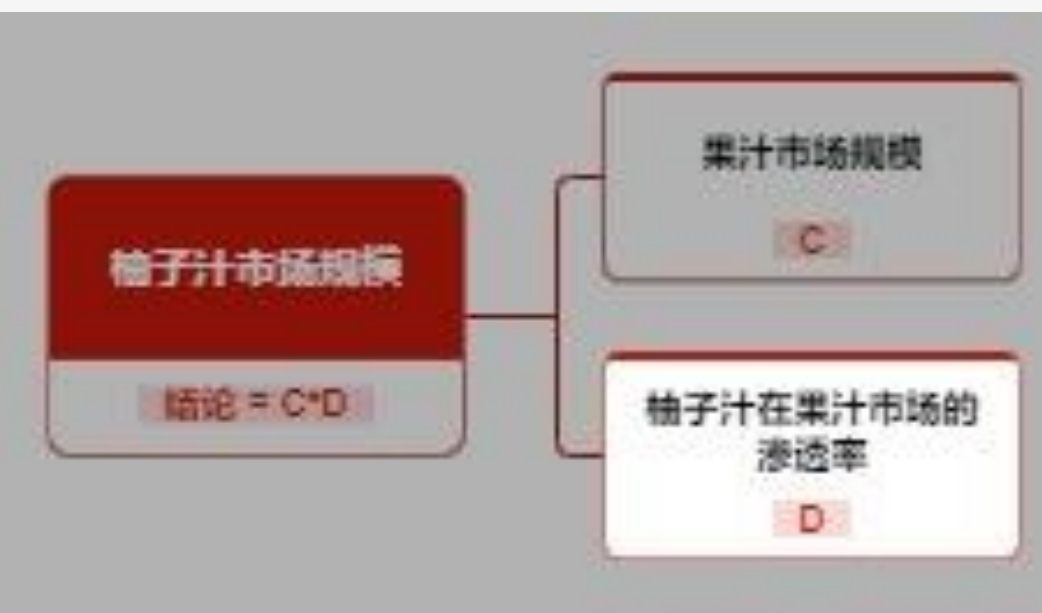 柚子汁市场规模
结论 = C*D
果汁市场规模
C
柚子汁在果汁市场的
渗透率
D